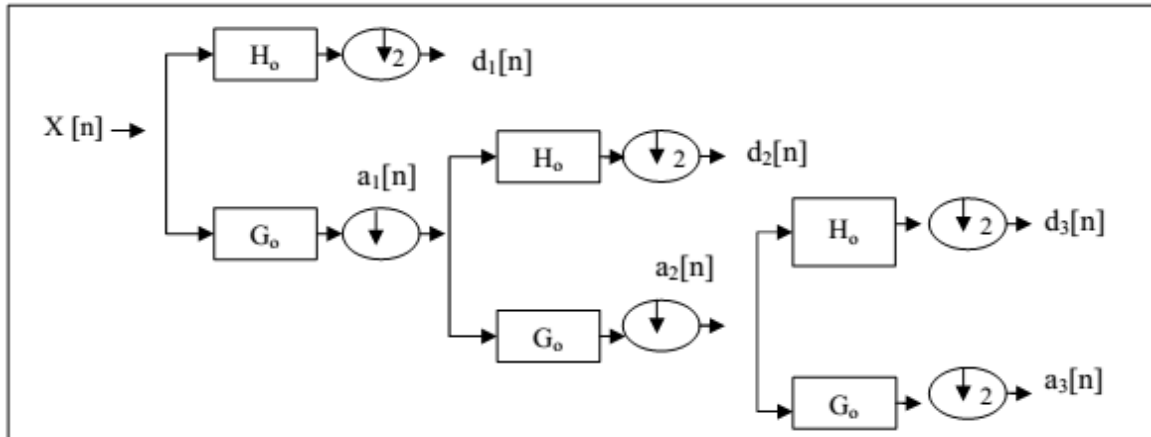 Hₒ
2
d₁[n]
X [n]
a₁[n]
Gₒ
Hₒ
2
d₂[n]
a₂[n]
Gₒ
Hₒ
2
d₃[n]
Gₒ
2
a₃[n]